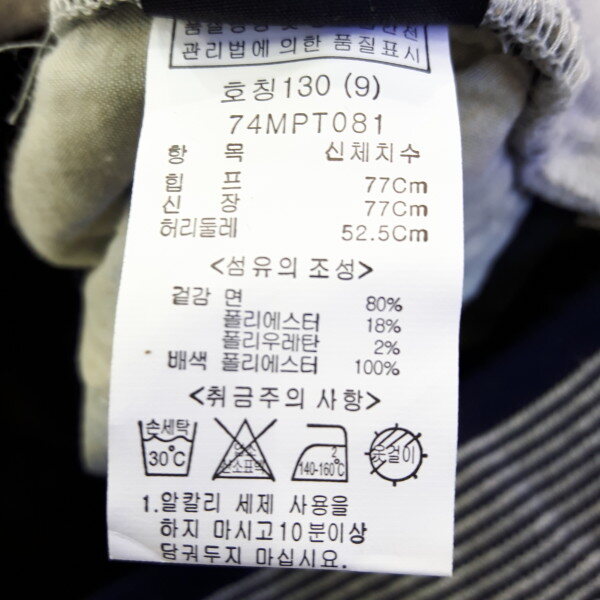 관리법에 의한 품질표시
호칭130 (9)
74MPT081
항 목 신체치수
힙 프 77Cm
신 장 77Cm
허리둘레 52.5Cm
<섬유의 조성>
겉감 면 80%
폴리에스터 18%
폴리우레탄 2%
배색 폴리에스터 100%
<취급주의 사항>
손세탁
30℃
2
140-160℃
옷걸이
1.알칼리 세제 사용을
하지 마시고10분이상
담궈두지 마십시요.